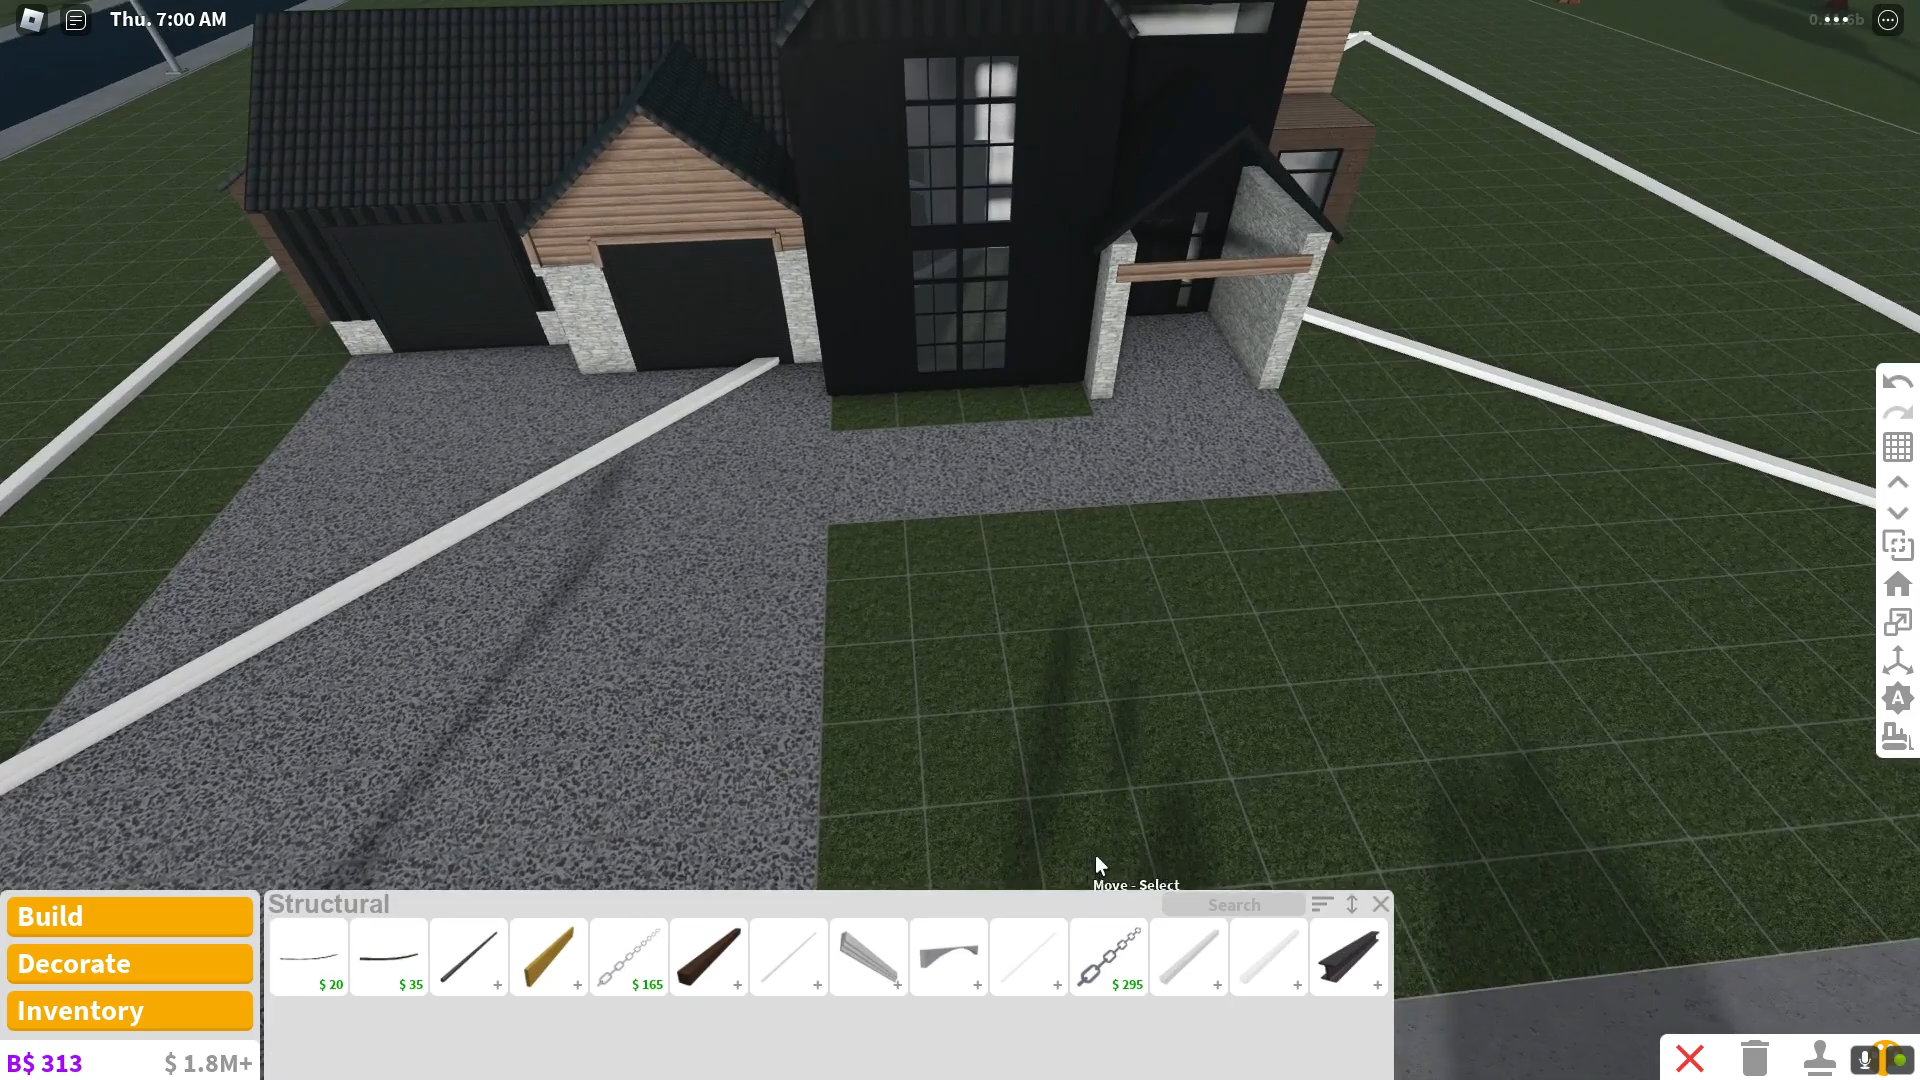 Thu. 7:00 AM
Move - Select
Structural
Search
$ 20
$ 35
+
+
$ 165
+
+
+
+
+
$ 295
+
+
+
Build
Decorate
Inventory
B$ 313
$ 1.8M+
A